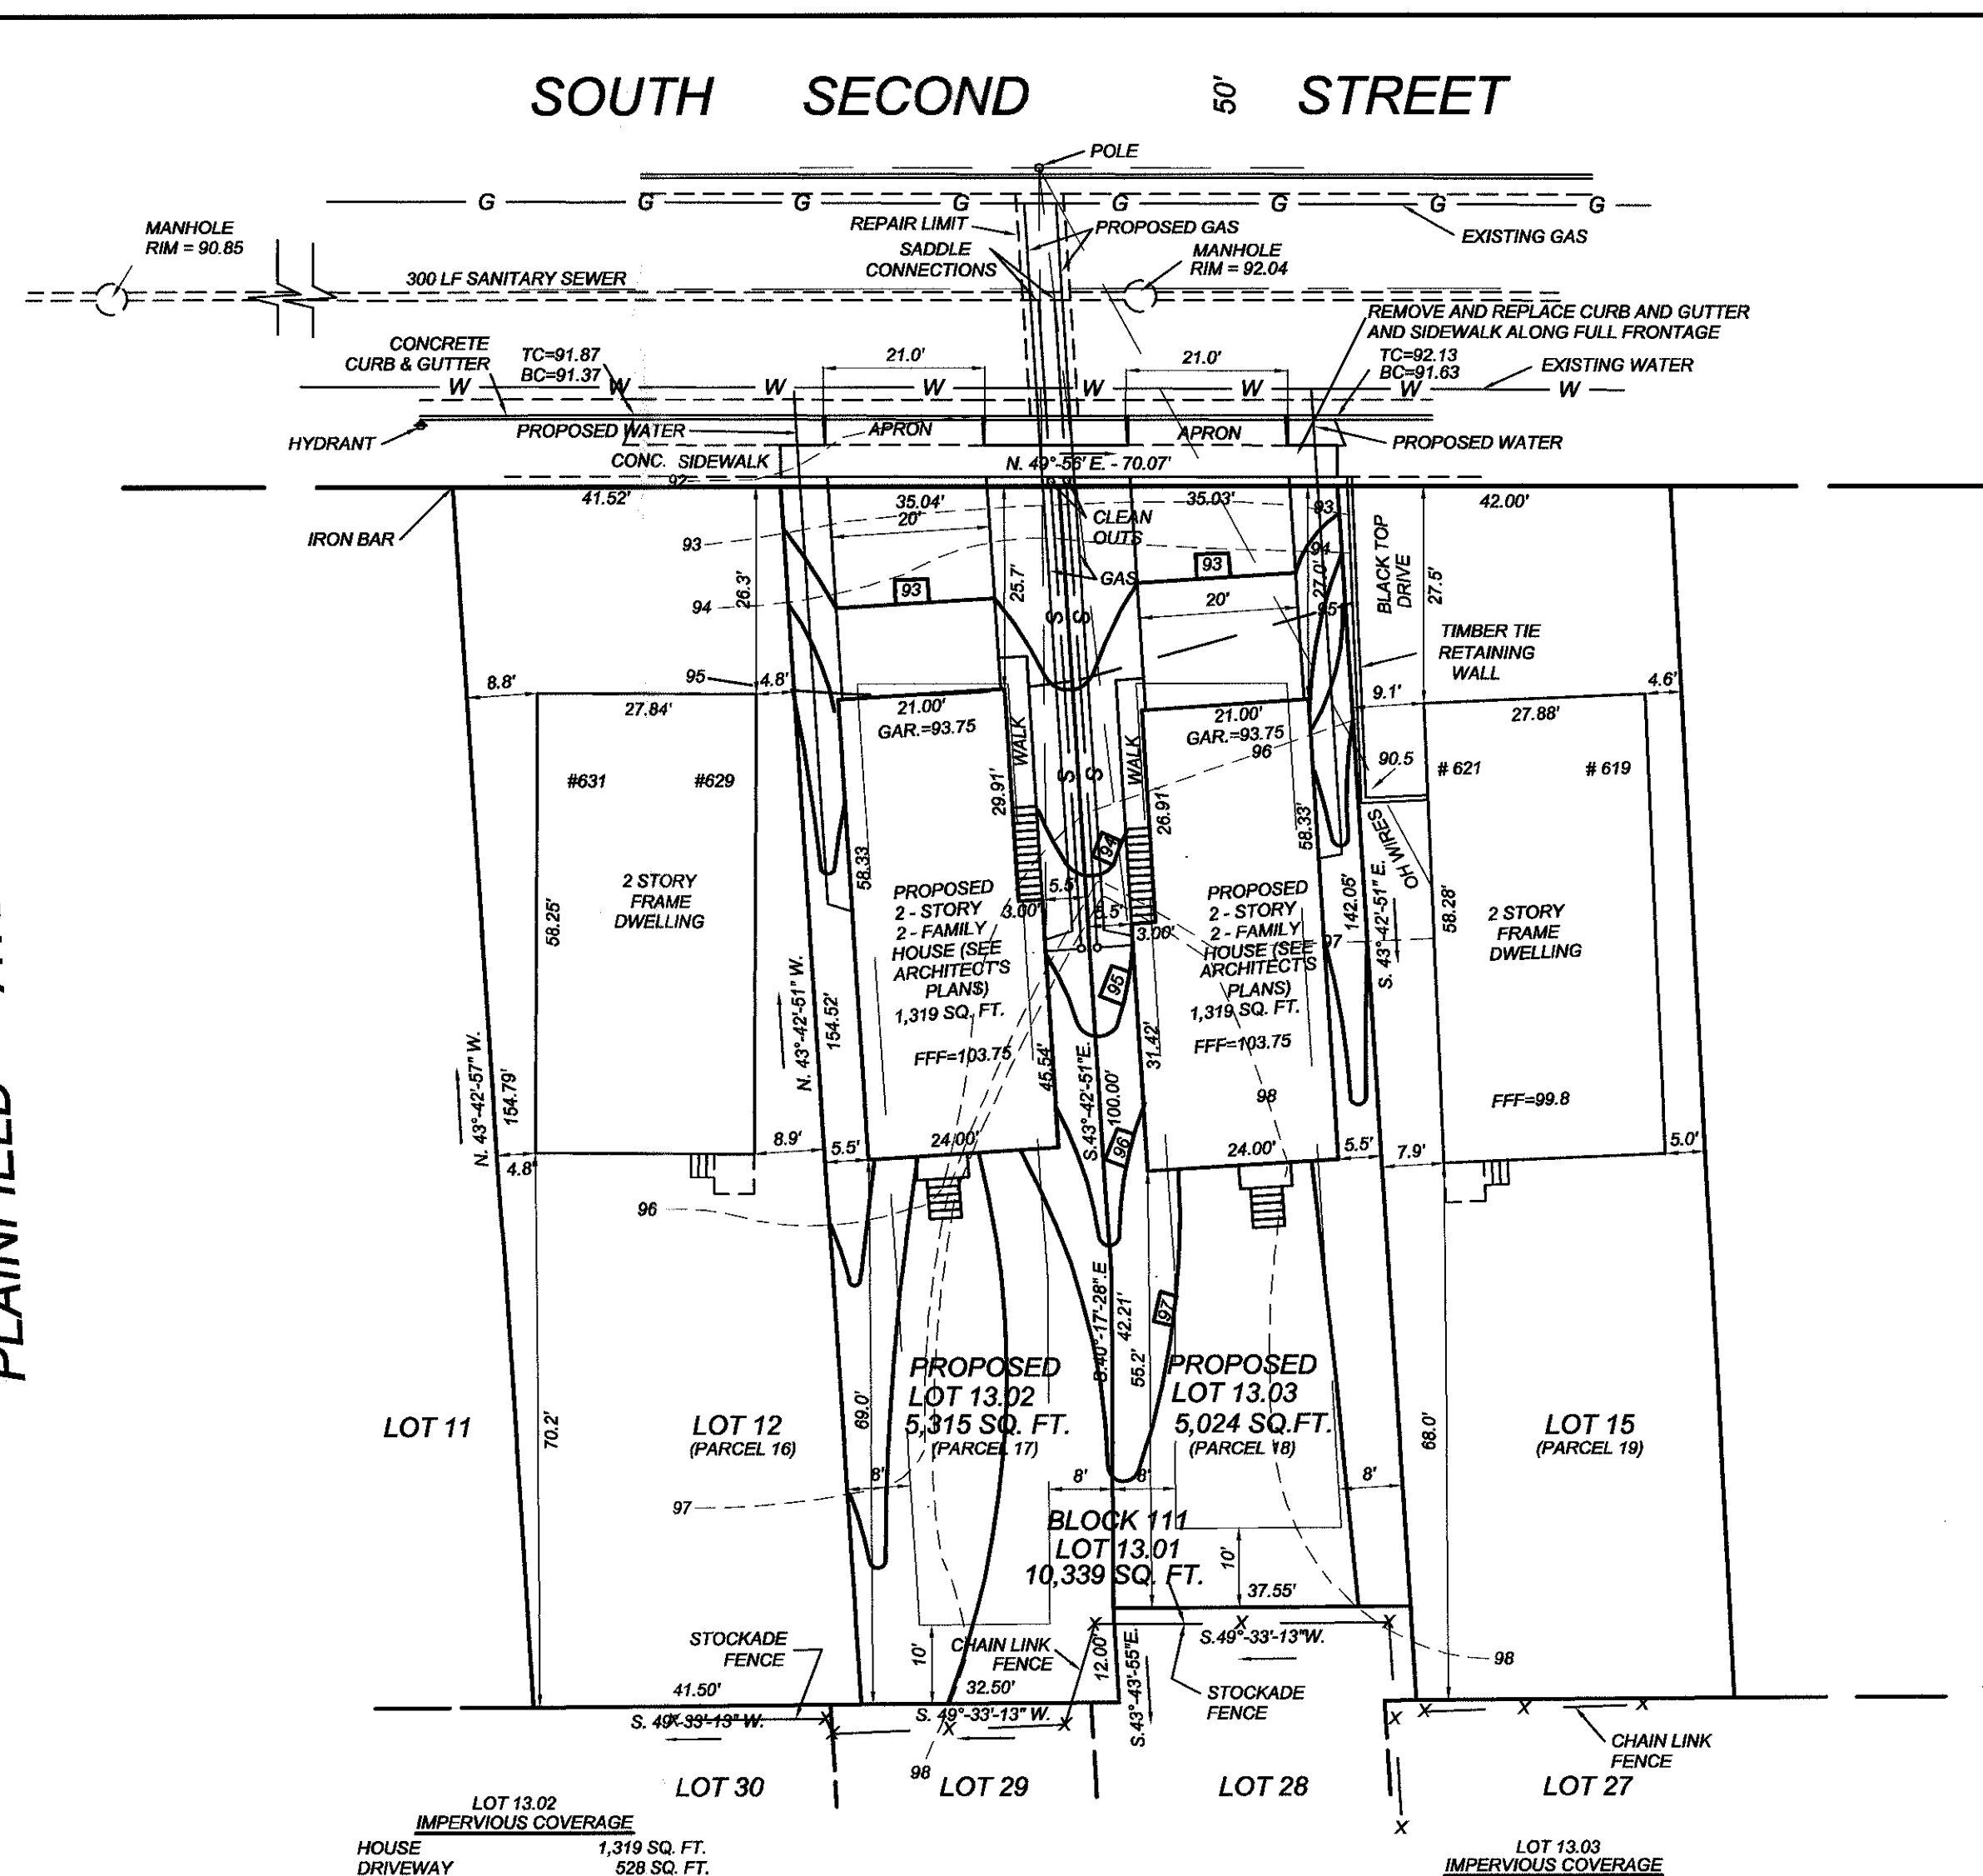 SOUTH SECOND 50' STREET
POLE
G G G G G G G G
MANHOLE
RIM = 90.85
REPAIR LIMIT
PROPOSED GAS
EXISTING GAS
SADDLE
CONNECTIONS
MANHOLE
RIM = 92.04
300 LF SANITARY SEWER
REMOVE AND REPLACE CURB AND GUTTER
AND SIDEWALK ALONG FULL FRONTAGE
CONCRETE
CURB & GUTTER
TC=91.87
BC=91.37
21.0'
21.0'
TC=92.13
BC=91.63
EXISTING WATER
W W W W W W W W
HYDRANT
PROPOSED WATER
APRON
APRON
PROPOSED WATER
CONC. SIDEWALK
N. 49°-56' E. - 70.07'
92
41.52'
35.04'
35.03'
42.00'
IRON BAR
20'
CLEAN
OUTS
93
93
94
94
93
93
GAS
26.3'
25.7'
27.0'
BLACK TOP
DRIVE
27.5'
20'
95
S S
TIMBER TIE
RETAINING
WALL
8.8'
95
4.8'
9.1'
4.6'
27.84'
21.00'
GAR.=93.75
21.00'
GAR.=93.75
96
27.88'
WALK
WALK
S S
#631
#629
90.5
# 621
# 619
29.91'
26.91'
58.33
58.33'
94
OH WIRES
2 STORY
FRAME
DWELLING
58.25'
PROPOSED
2 - STORY
2 - FAMILY
HOUSE (SEE
ARCHITECT'S
PLANS)
1,319 SQ. FT.
FFF=103.75
5.5'
3.00'
5.5'
3.00'
PROPOSED
2 - STORY
2 - FAMILY
HOUSE (SEE
ARCHITECT'S
PLANS)
1,319 SQ. FT.
FFF=103.75
97
142.05'
S. 43°-42'-51" E.
58.28'
2 STORY
FRAME
DWELLING
FFF=99.8
95
N. 43°-42'-57" W.
154.79'
N. 43°-42'-51" W.
154.52'
45.54'
S.43°-42'-51"E.
100.00'
31.42'
98
96
4.8'
8.9'
5.5'
24.00'
24.00'
5.5'
7.9'
5.0'
96
PLAINFIELD
97
42.21'
55.2'
PROPOSED
LOT 13.02
5,315 SQ. FT.
(PARCEL 17)
PROPOSED
LOT 13.03
5,024 SQ.FT.
(PARCEL 18)
LOT 11
70.2'
LOT 12
(PARCEL 16)
69.0'
68.0'
LOT 15
(PARCEL 19)
8'
8'
8'
8'
97
BLOCK 111
LOT 13.01
10,339 SQ. FT.
10'
37.55'
STOCKADE
FENCE
10'
CHAIN LINK
FENCE
12.00'
S.43°-43'-55"E.
S.49°-33'-13"W.
98
41.50'
32.50'
STOCKADE
FENCE
S. 49°-33'-13" W.
S. 49°-33'-13" W.
CHAIN LINK
FENCE
98
LOT 30
LOT 29
LOT 28
LOT 27
LOT 13.02
IMPERVIOUS COVERAGE
HOUSE 1,319 SQ. FT.
DRIVEWAY 528 SQ. FT.
LOT 13.03
IMPERVIOUS COVERAGE